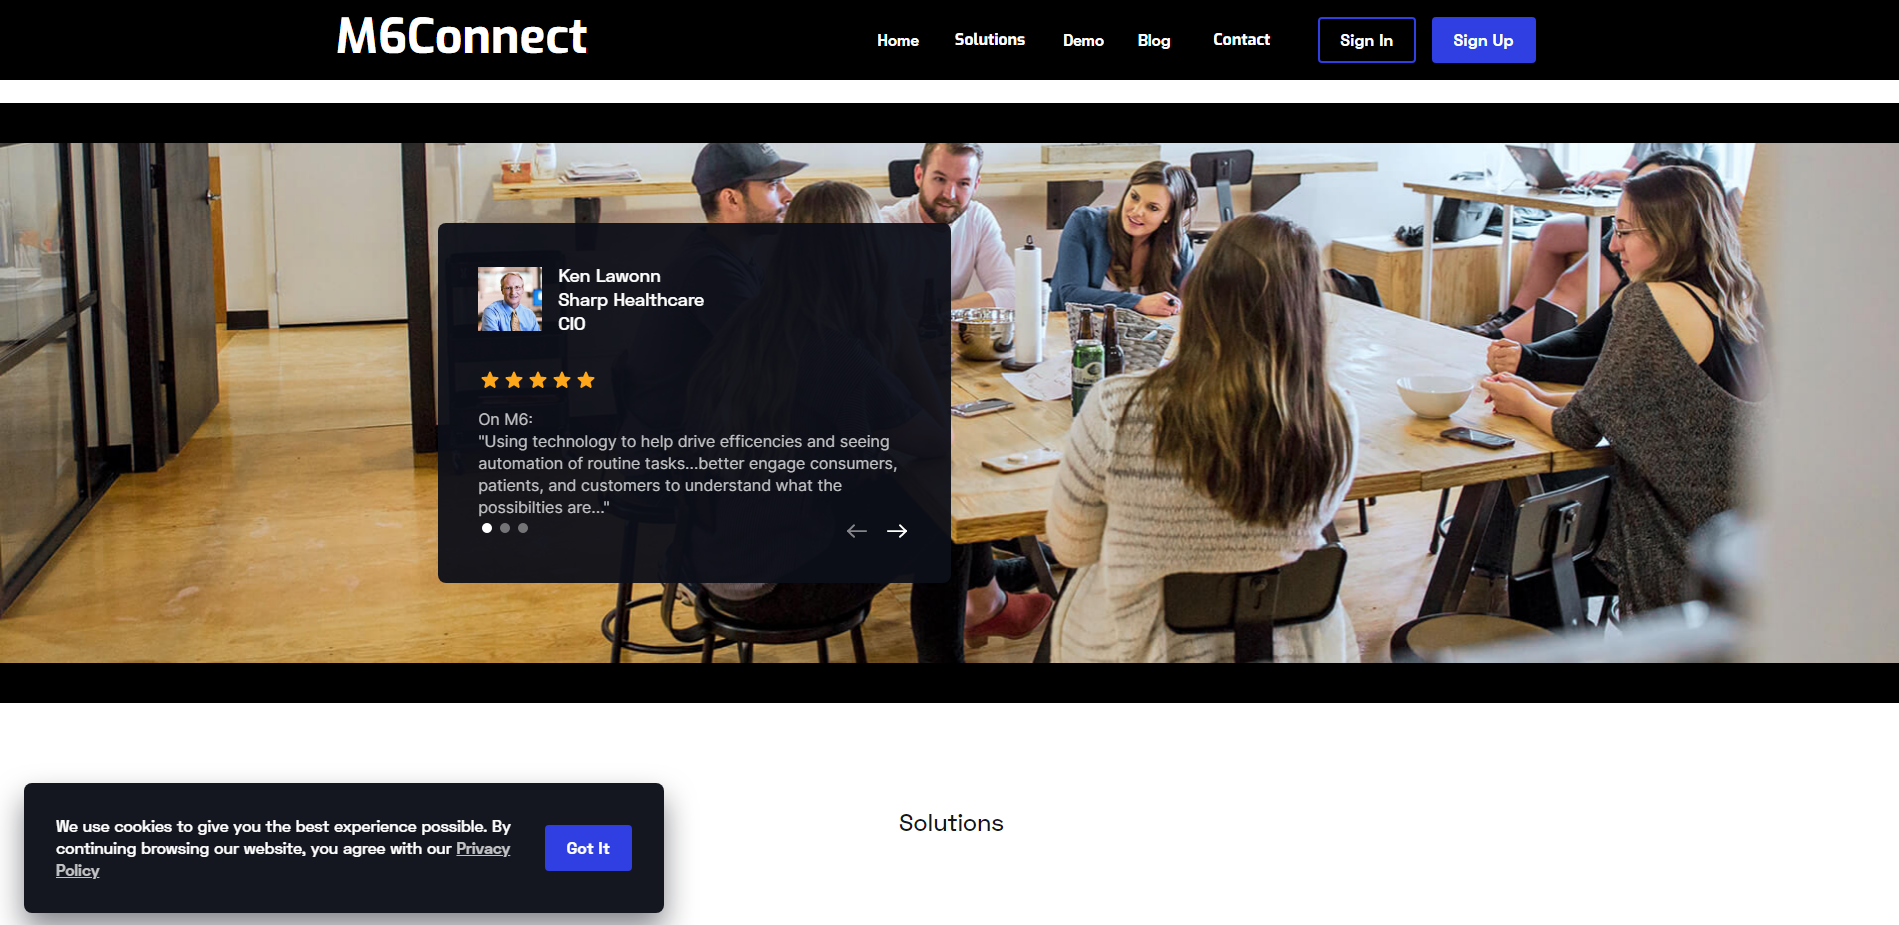 M6Connect
Home
Solutions
Demo
Blog
Contact
Sign In
Sign Up
Ken Lawonn
Sharp Healthcare
CIO
On M6:
"Using technology to help drive efficencies and seeing
automation of routine tasks...better engage consumers,
patients, and customers to understand what the
possibilties are..."
We use cookies to give you the best experience possible. By
continuing browsing our website, you agree with our Privacy
Policy
Got It
Solutions